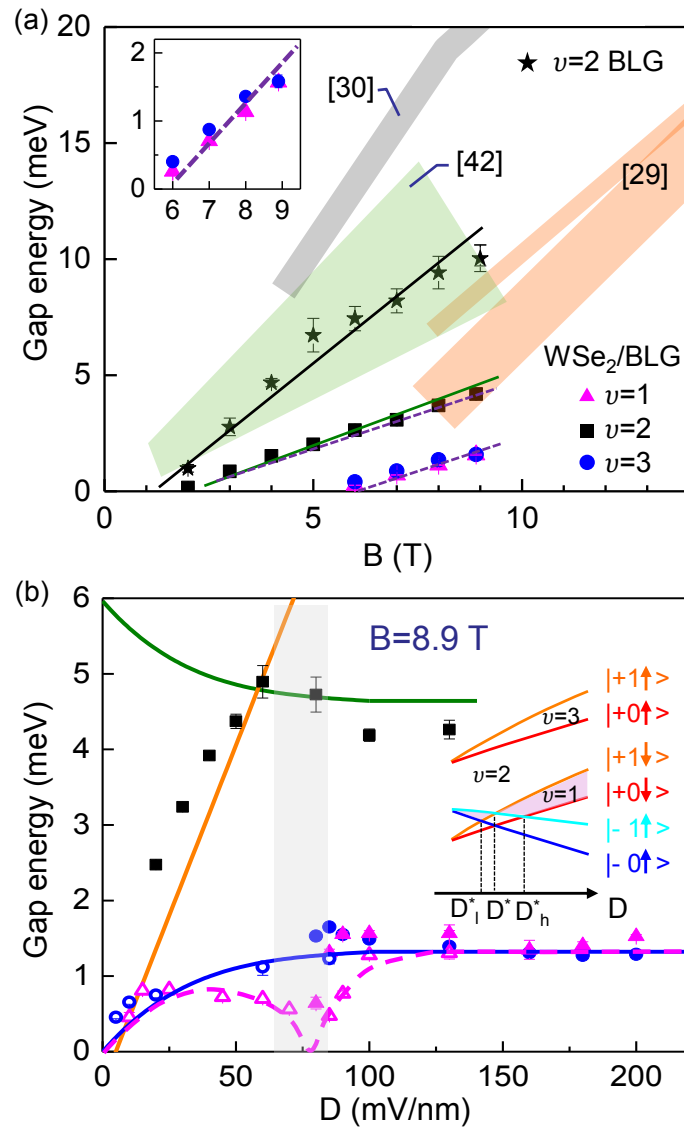 (a)
20
15
10
5
0
Gap energy (meV)
2
1
0
6 7 8 9
[30]
★ υ=2 BLG
[42]
[29]
WSe₂/BLG
▲ υ=1
■ υ=2
● υ=3
0 5 10
B (T)
(b)
6
5
4
3
2
1
0
Gap energy (meV)
B=8.9 T
|+1↑>
υ=3
|+0↑>
|+1↓>
υ=2
υ=1
|+0↓>
|- 1↑>
|- 0↑>
D*l D* D*h D
0 50 100 150 200
D (mV/nm)